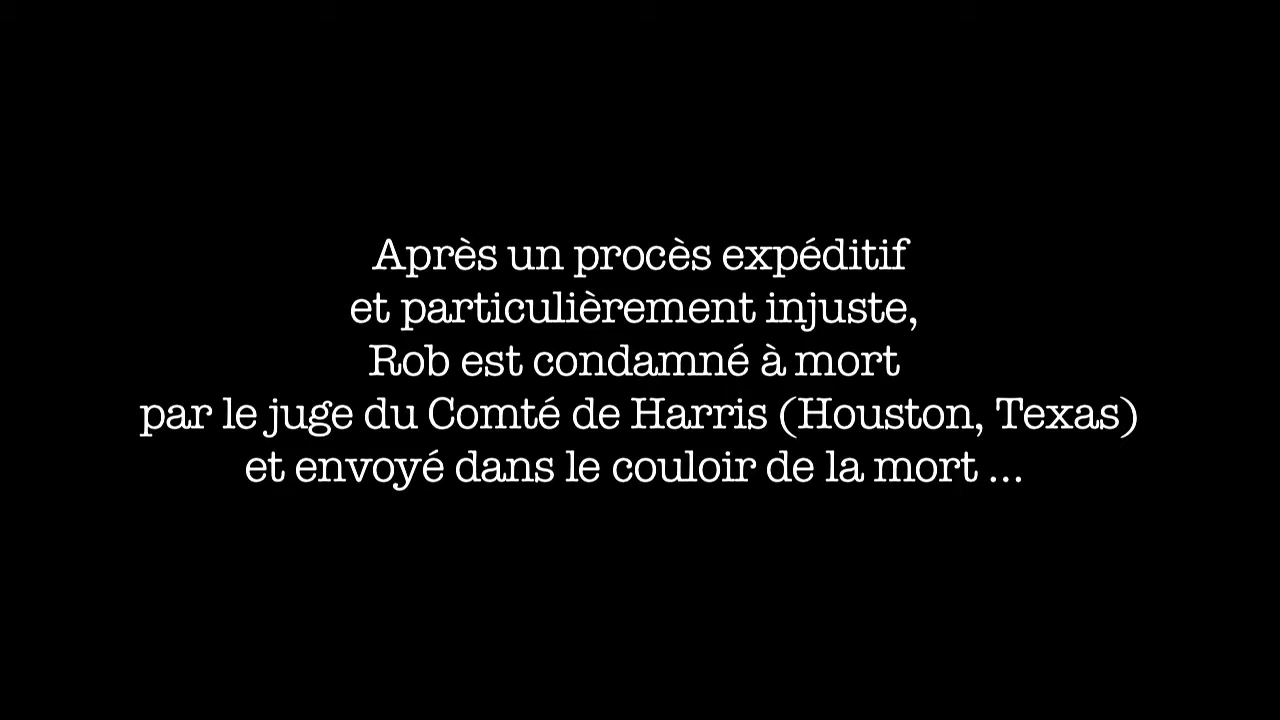 Après un procès expéditif
et particulièrement injuste,
Rob est condamné à mort
par le juge du Comté de Harris (Houston, Texas)
et envoyé dans le couloir de la mort ...